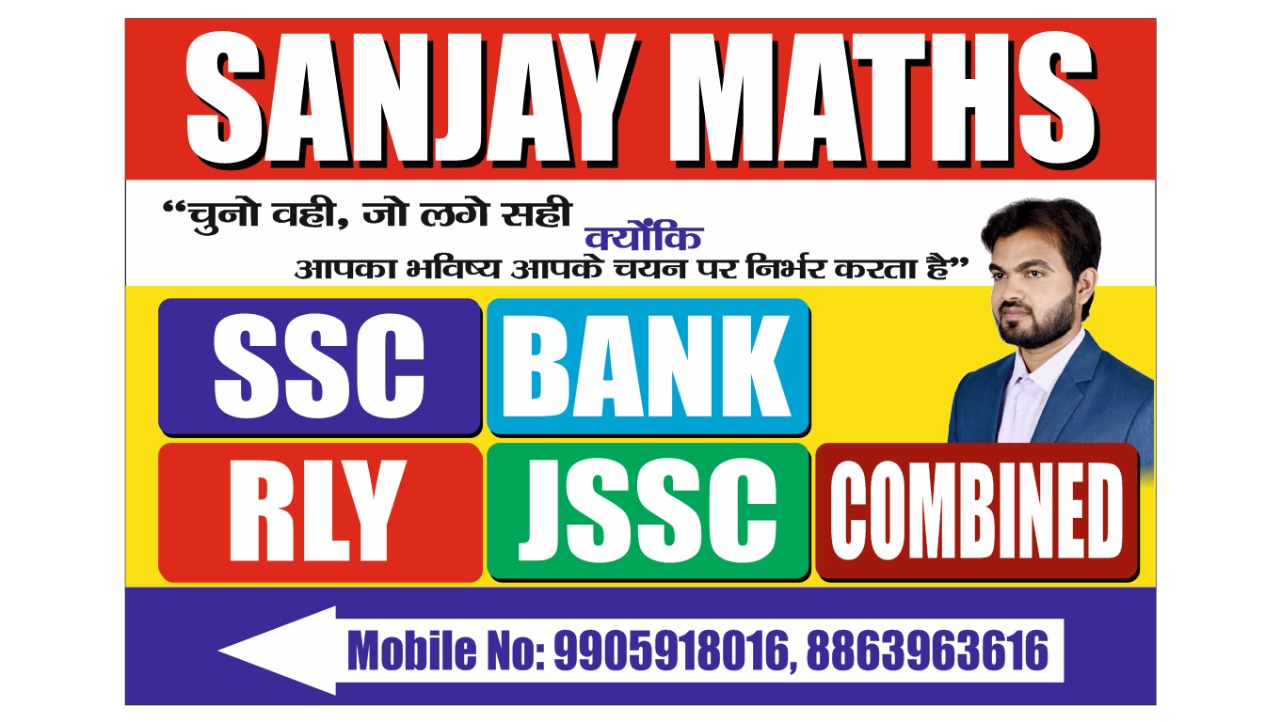 SANJAY MATHS
“चुनो वही, जो लगे सही
क्योंकि
आपका भविष्य आपके चयन पर निर्भर करता है”
SSC BANK
RLY JSSC COMBINED
Mobile No: 9905918016, 8863963616